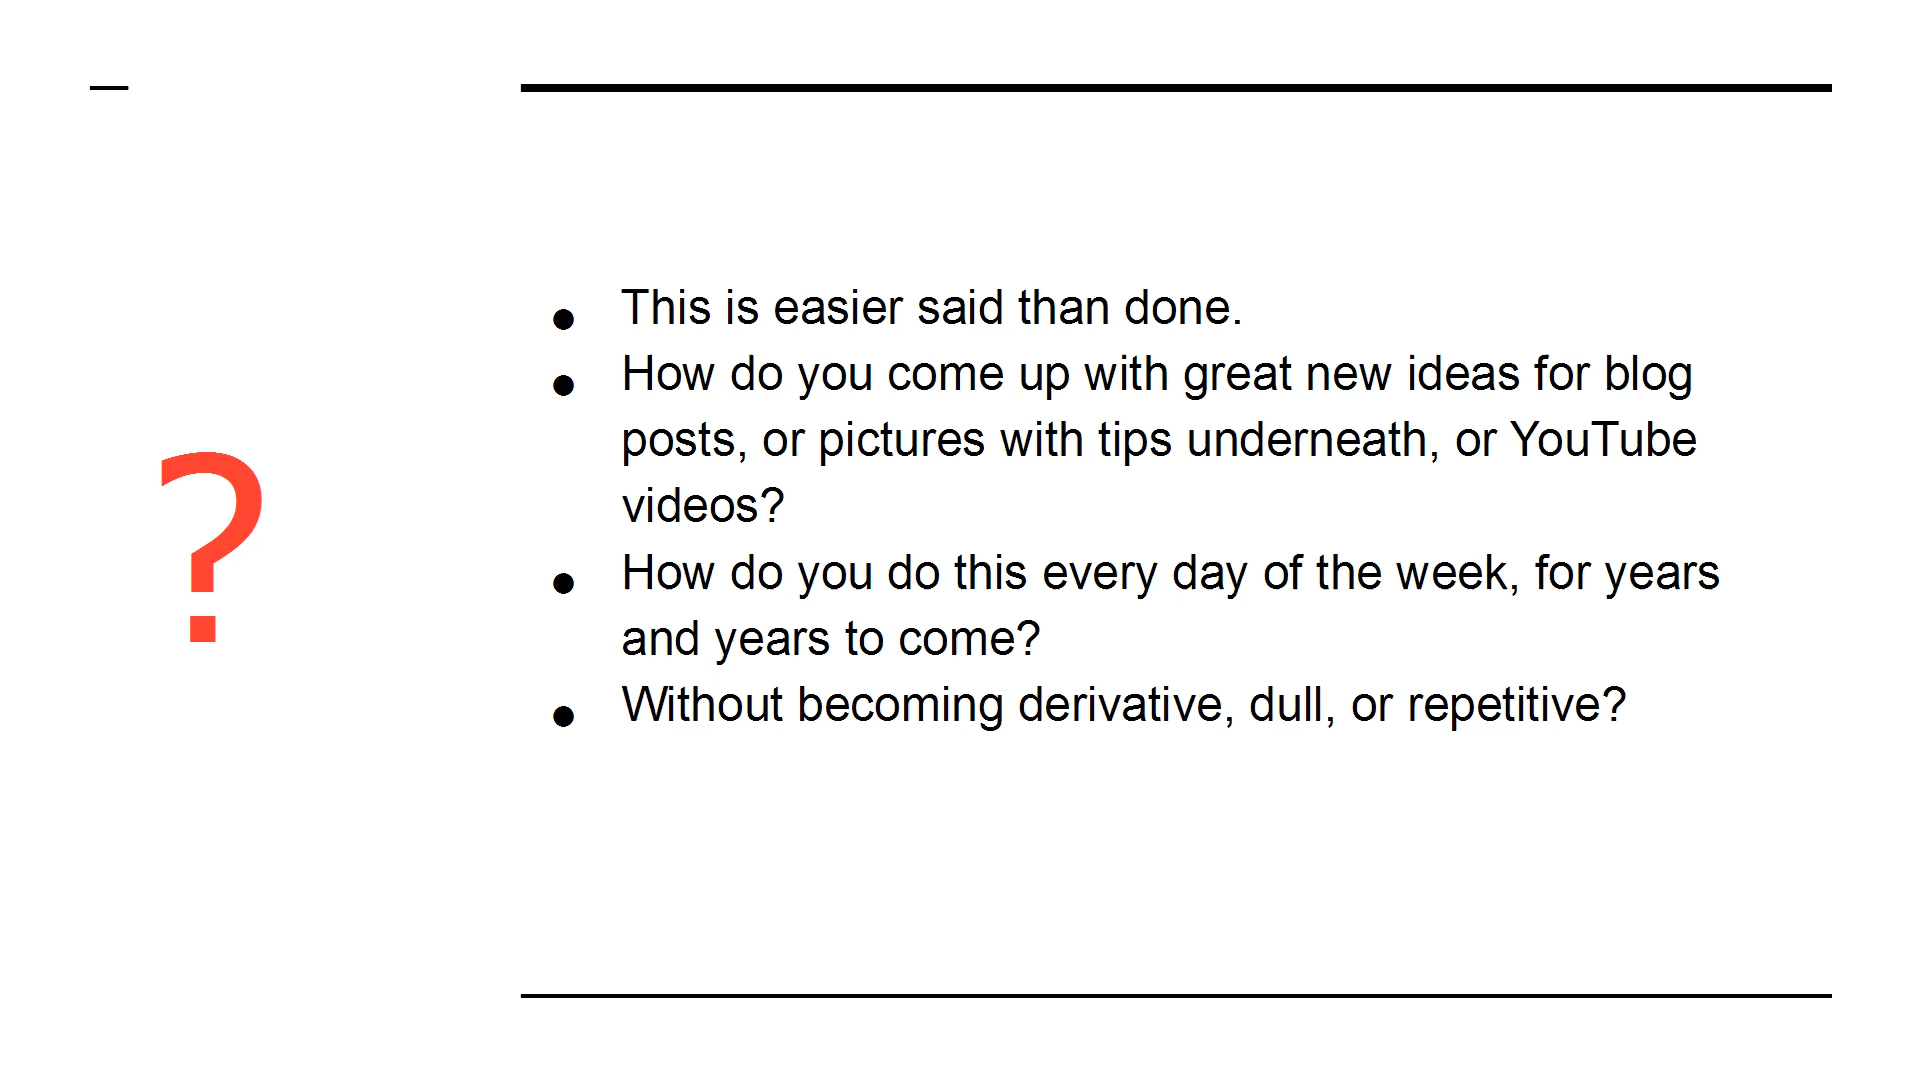 ?
● This is easier said than done.
● How do you come up with great new ideas for blog
posts, or pictures with tips underneath, or YouTube
videos?
● How do you do this every day of the week, for years
and years to come?
● Without becoming derivative, dull, or repetitive?